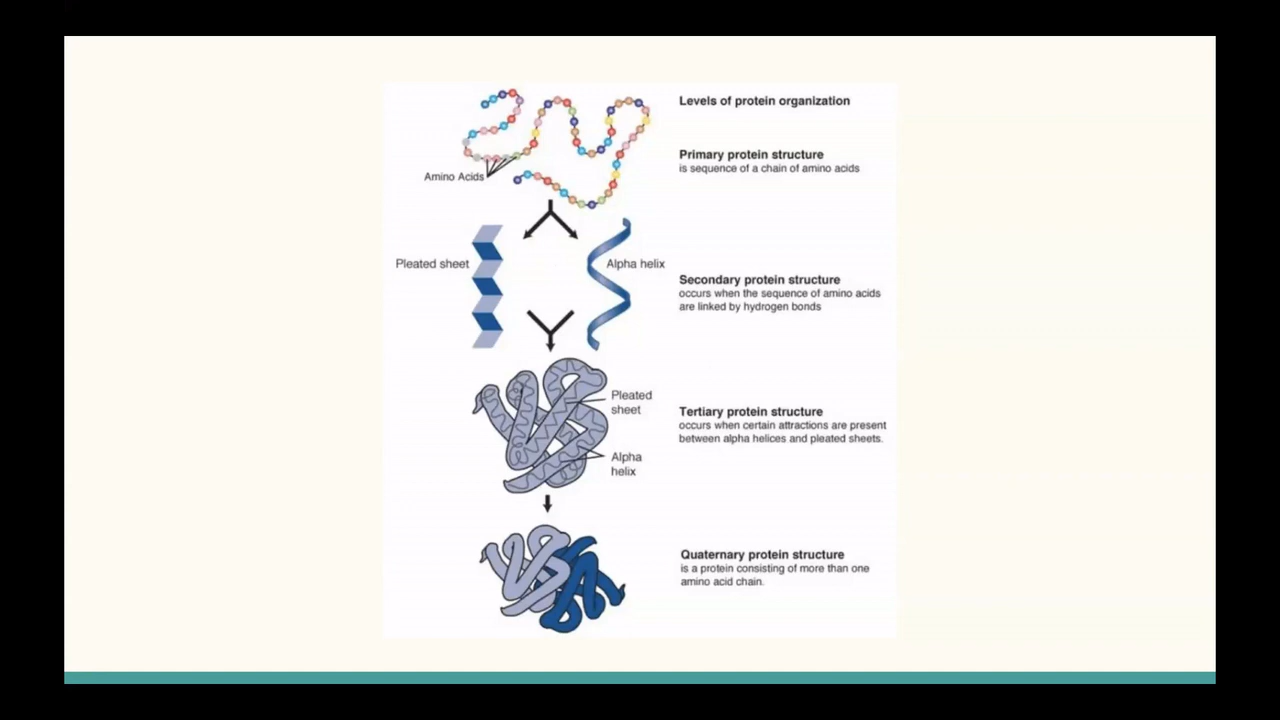 Levels of protein organization
Primary protein structure
is sequence of a chain of amino acids
Amino Acids
Pleated sheet
Alpha helix
Secondary protein structure
occurs when the sequence of amino acids
are linked by hydrogen bonds
Pleated
sheet
Alpha
helix
Tertiary protein structure
occurs when certain attractions are present
between alpha helices and pleated sheets.
Quaternary protein structure
is a protein consisting of more than one
amino acid chain.